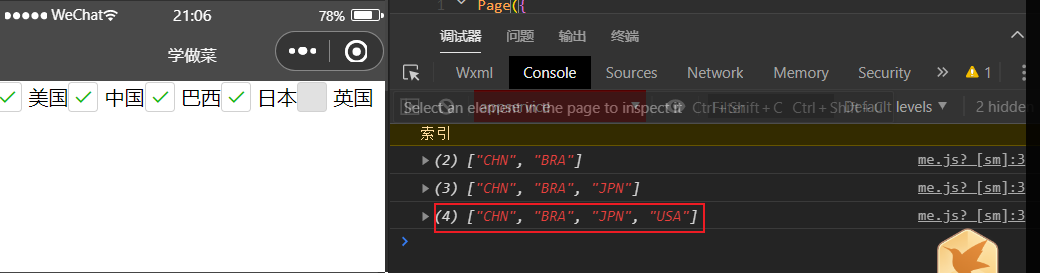 ●●●●● WeChat
21:06
78%
学做菜
美国 中国 巴西 日本 英国
1 Page({
调试器 问题 输出 终端
Wxml Console Sources Network Memory Security » 1
Select an element in the page to inspect it Ctrl + Shift + C
appservice Ctrl + Shift + C Default levels 2 hidden
索引
(2) ["CHN", "BRA"] me.js? [sm]:3
(3) ["CHN", "BRA", "JPN"] me.js? [sm]:3
(4) ["CHN", "BRA", "JPN", "USA"] me.js? [sm]:3